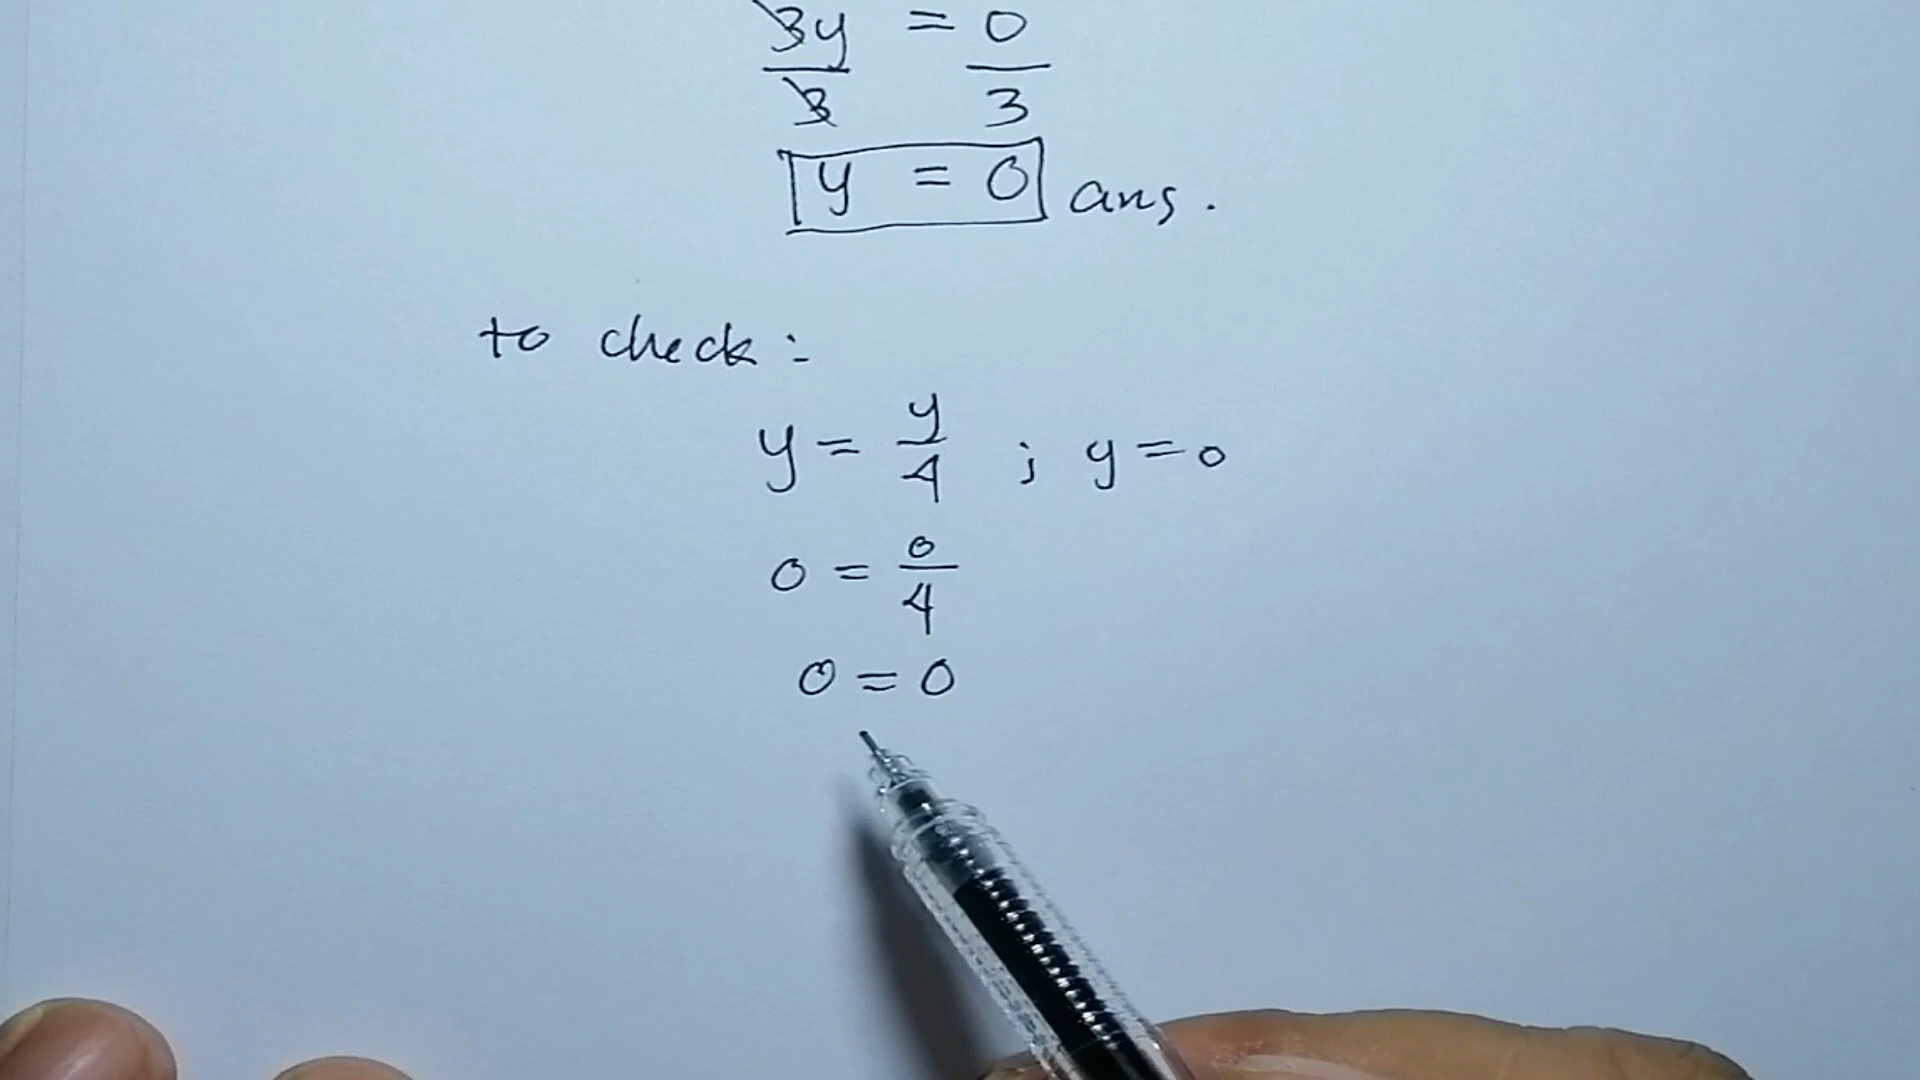 3y = 0
3 3
y = 0 ans.
to check:
y = y/4 ; y = 0
0 = 0/4
0 = 0